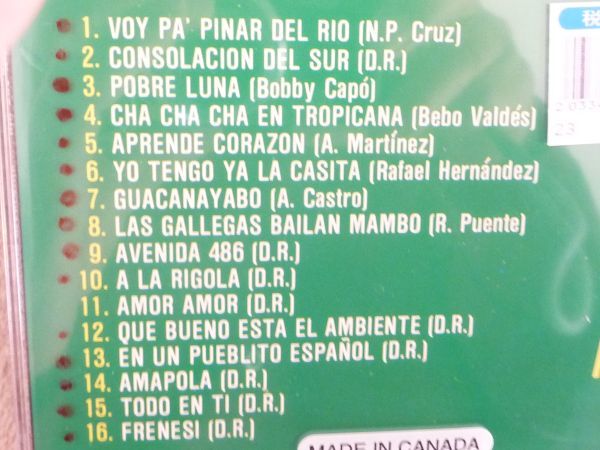 1. VOY PA' PINAR DEL RIO (N.P. Cruz)
2. CONSOLACION DEL SUR (D.R.)
3. POBRE LUNA (Bobby Capó)
4. CHA CHA CHA EN TROPICANA (Bebo Valdés)
5. APRENDE CORAZON (A. Martínez)
6. YO TENGO YA LA CASITA (Rafael Hernández)
7. GUACANAYABO (A. Castro)
8. LAS GALLEGAS BAILAN MAMBO (R. Puente)
9. AVENIDA 486 (D.R.)
10. A LA RIGOLA (D.R.)
11. AMOR AMOR (D.R.)
12. QUE BUENO ESTA EL AMBIENTE (D.R.)
13. EN UN PUEBLITO ESPAÑOL (D.R.)
14. AMAPOLA (D.R.)
15. TODO EN TI (D.R.)
16. FRENESI (D.R.)
23
MADE IN CANADA